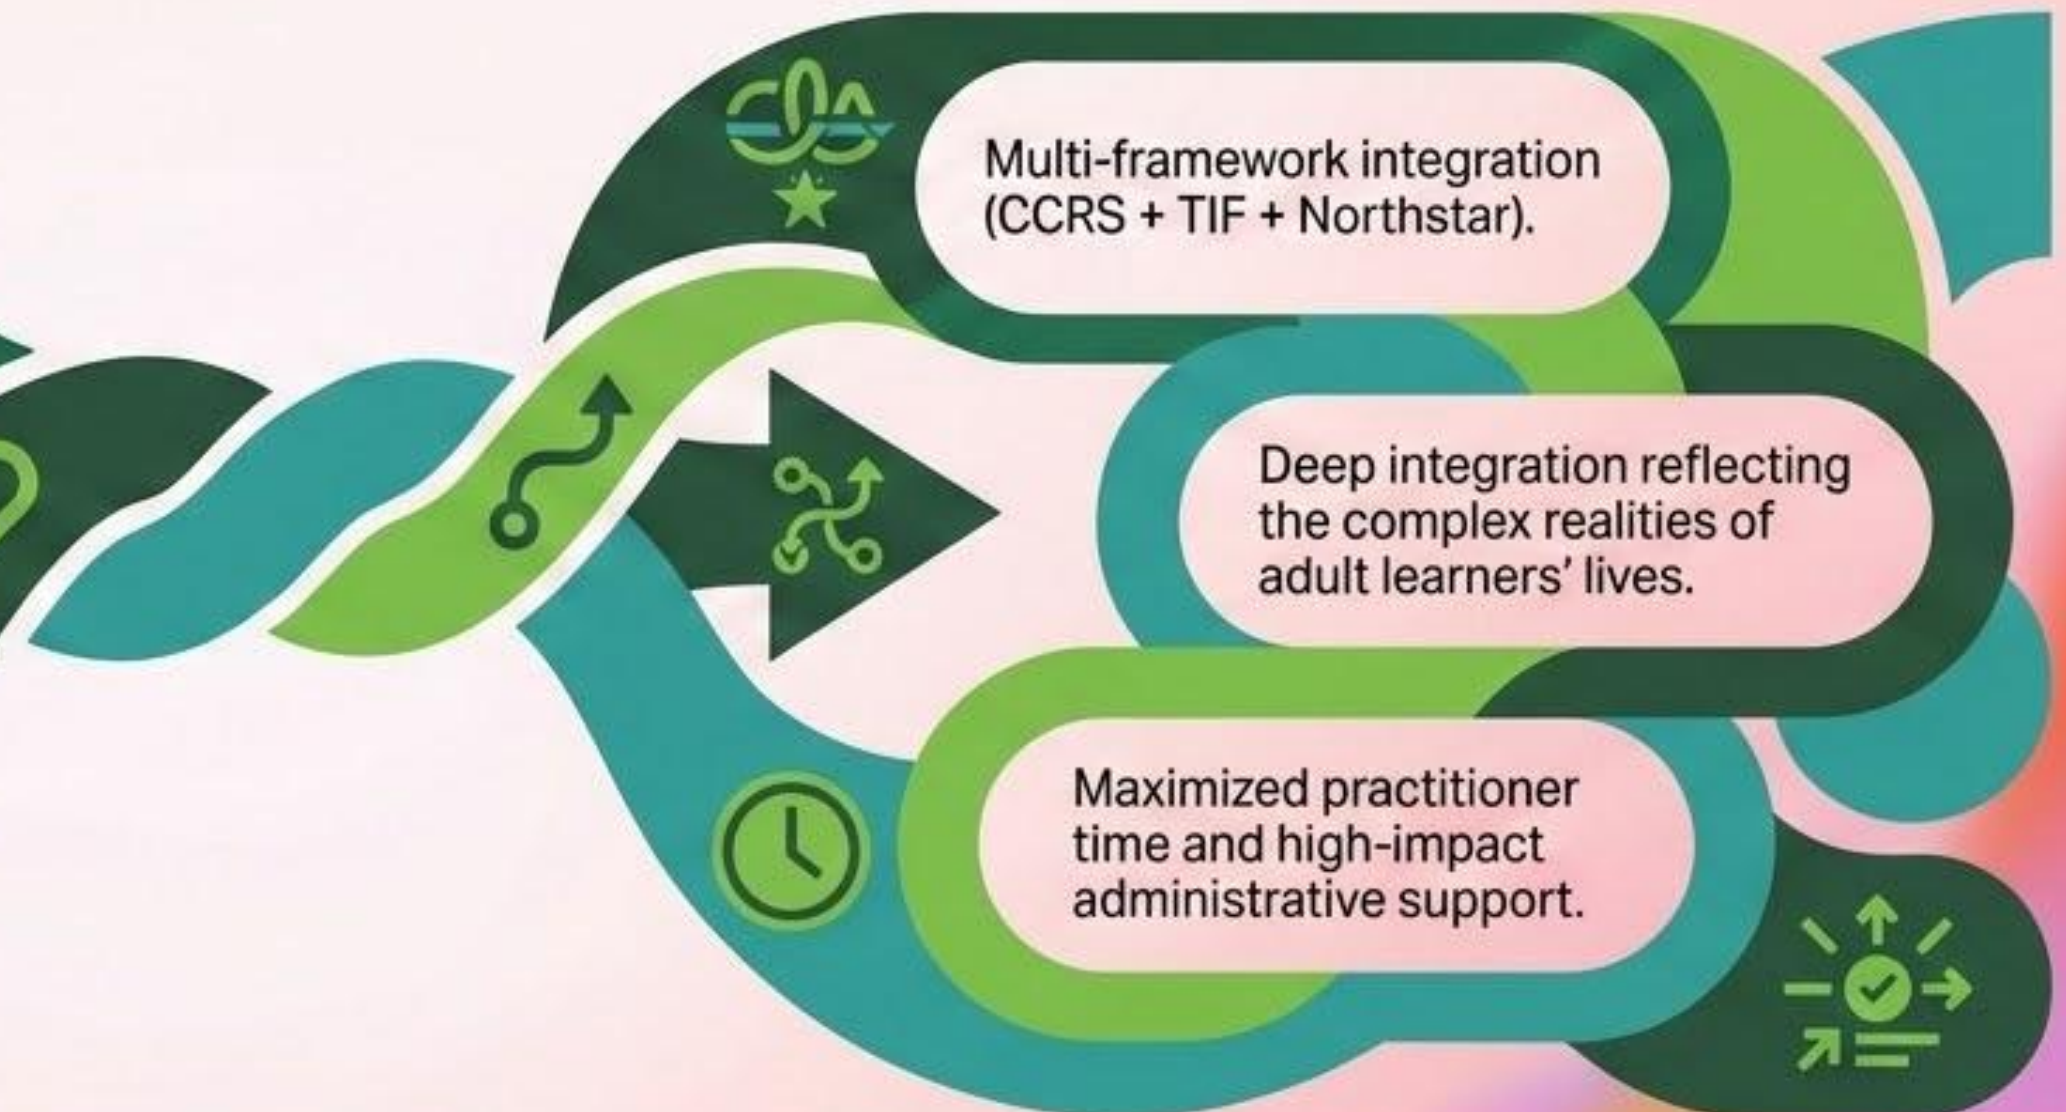 Multi-framework integration
(CCRS + TIF + Northstar).
Deep integration reflecting
the complex realities of
adult learners’ lives.
Maximized practitioner
time and high-impact
administrative support.